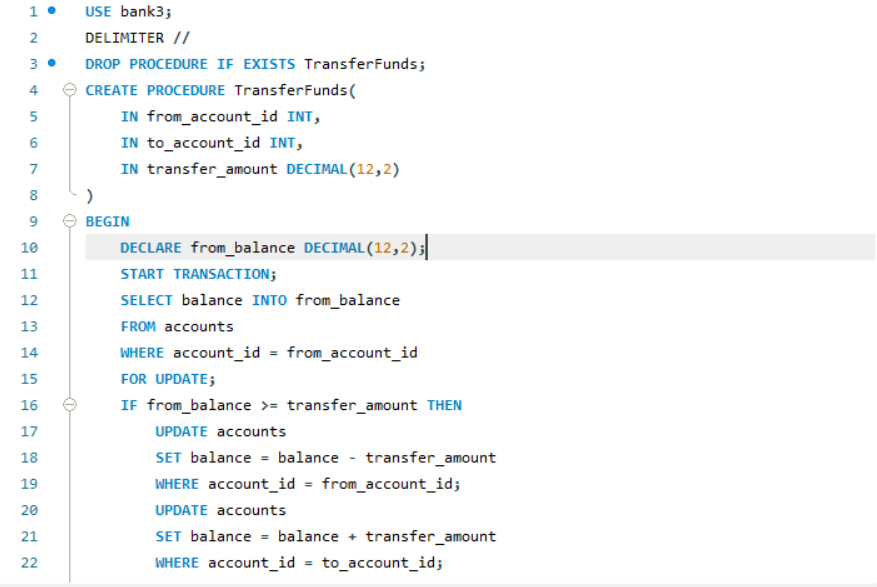 1 USE bank3;
2 DELIMITER //
3 DROP PROCEDURE IF EXISTS TransferFunds;
4 CREATE PROCEDURE TransferFunds(
5 IN from_account_id INT,
6 IN to_account_id INT,
7 IN transfer_amount DECIMAL(12,2)
8 )
9 BEGIN
10 DECLARE from_balance DECIMAL(12,2);
11 START TRANSACTION;
12 SELECT balance INTO from_balance
13 FROM accounts
14 WHERE account_id = from_account_id
15 FOR UPDATE;
16 IF from_balance >= transfer_amount THEN
17 UPDATE accounts
18 SET balance = balance - transfer_amount
19 WHERE account_id = from_account_id;
20 UPDATE accounts
21 SET balance = balance + transfer_amount
22 WHERE account_id = to_account_id;